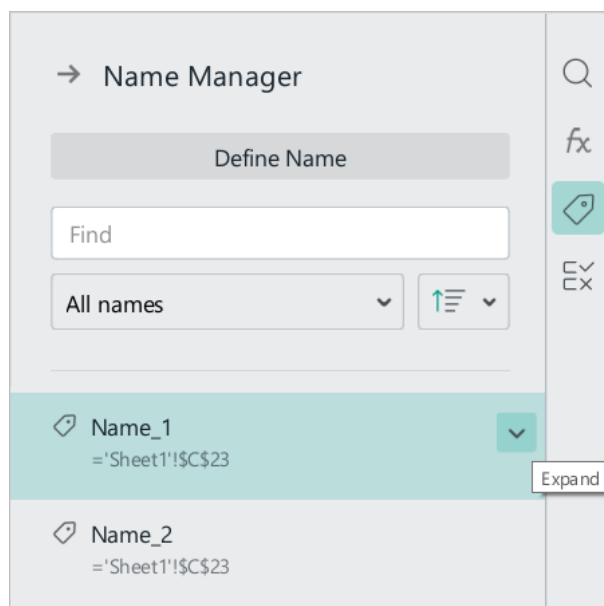 Name Manager
Define Name
Find
All names
Name_1
='Sheet1'!$C$23
Expand
Name_2
='Sheet1'!$C$23